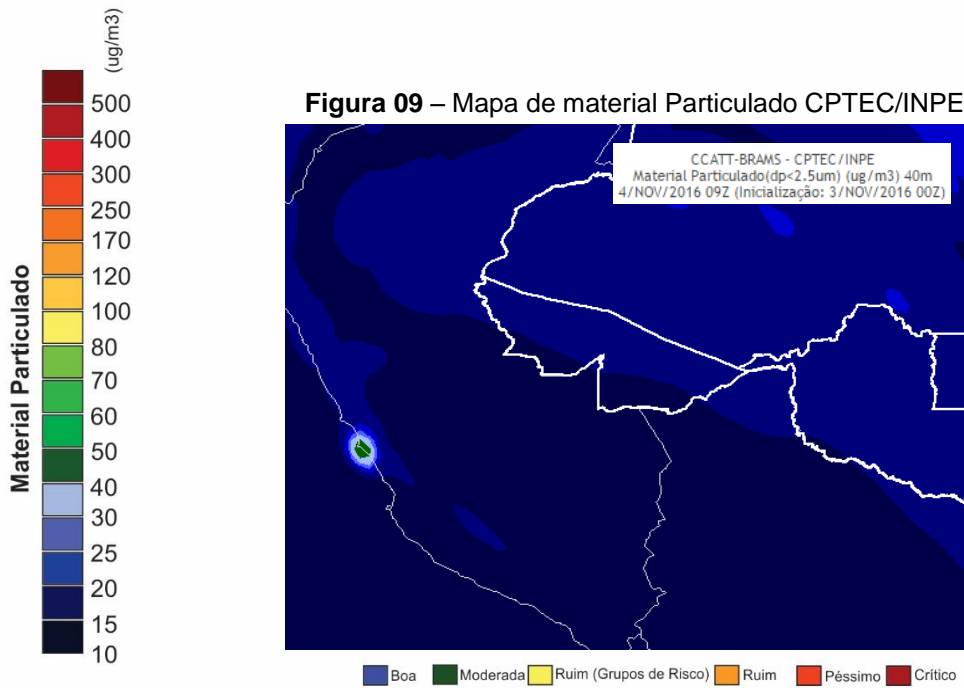 (ug/m3)
500
400
300
250
170
120
100
80
70
60
50
40
30
25
20
15
10
Material Particulado
Figura 09 – Mapa de material Particulado CPTEC/INPE
CCATT-BRAMS - CPTEC/INPE
Material Particulado(dp<2.5um) (ug/m3) 40m
4/NOV/2016 09Z (Inicialização: 3/NOV/2016 00Z)
Boa Moderada Ruim (Grupos de Risco) Ruim Péssimo Crítico